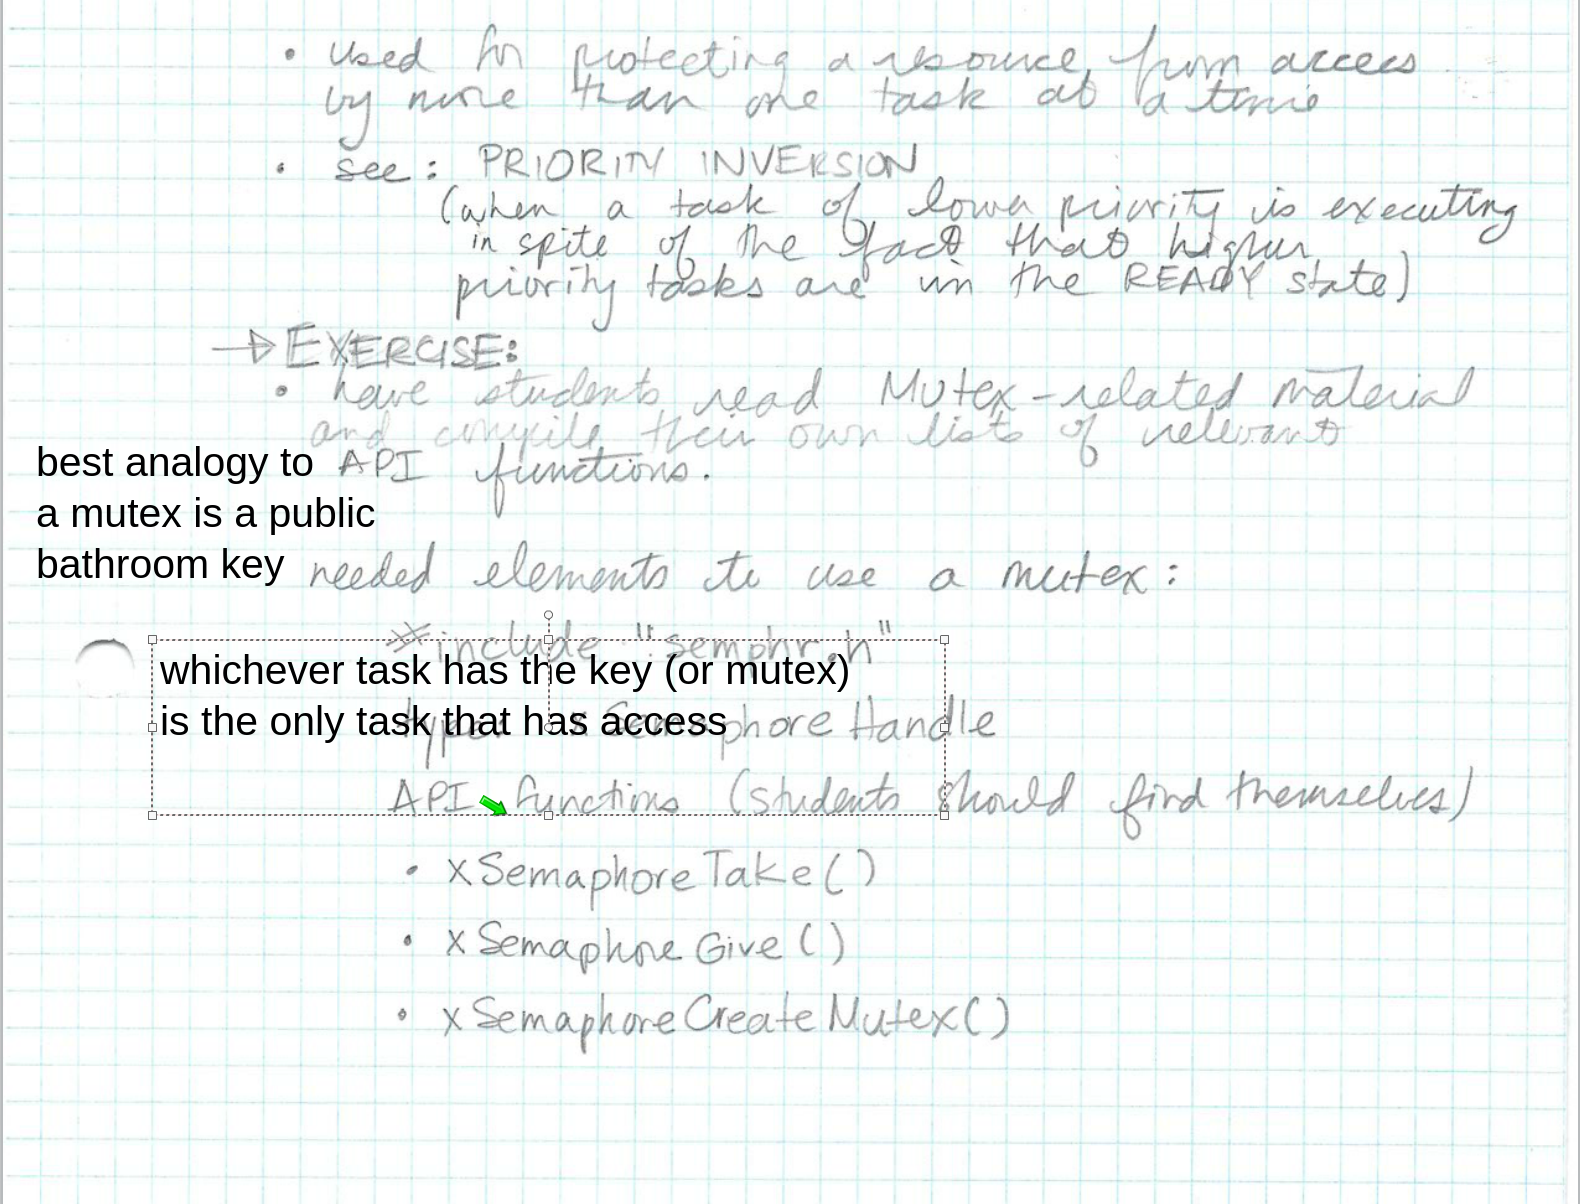 • used for protecting a resource from access
by more than one task at a time
• see: PRIORITY INVERSION
(when a task of lower priority is executing
in spite of the fact that higher
priority tasks are in the READY state)
→ EXERCISE:
• have students read Mutex-related material
and compile their own lists of relevant
API functions.
best analogy to
a mutex is a public
bathroom key
needed elements to use a mutex:
#include "semphr.h"
whichever task has the key (or mutex)
is the only task that has access
type: xSemaphoreHandle
API functions (students should find themselves)
• xSemaphoreTake()
• xSemaphoreGive()
• xSemaphoreCreateMutex()